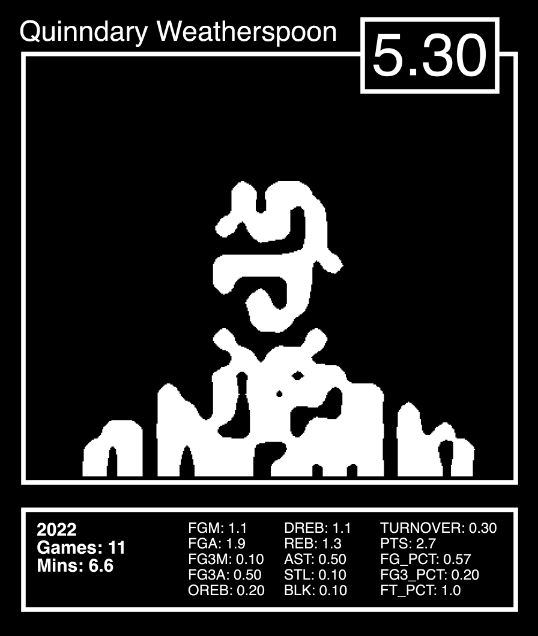 Quinndary Weatherspoon
5.30
2022
Games: 11
Mins: 6.6
FGM: 1.1
FGA: 1.9
FG3M: 0.10
FG3A: 0.50
OREB: 0.20
DREB: 1.1
REB: 1.3
AST: 0.50
STL: 0.10
BLK: 0.10
TURNOVER: 0.30
PTS: 2.7
FG_PCT: 0.57
FG3_PCT: 0.20
FT_PCT: 1.0